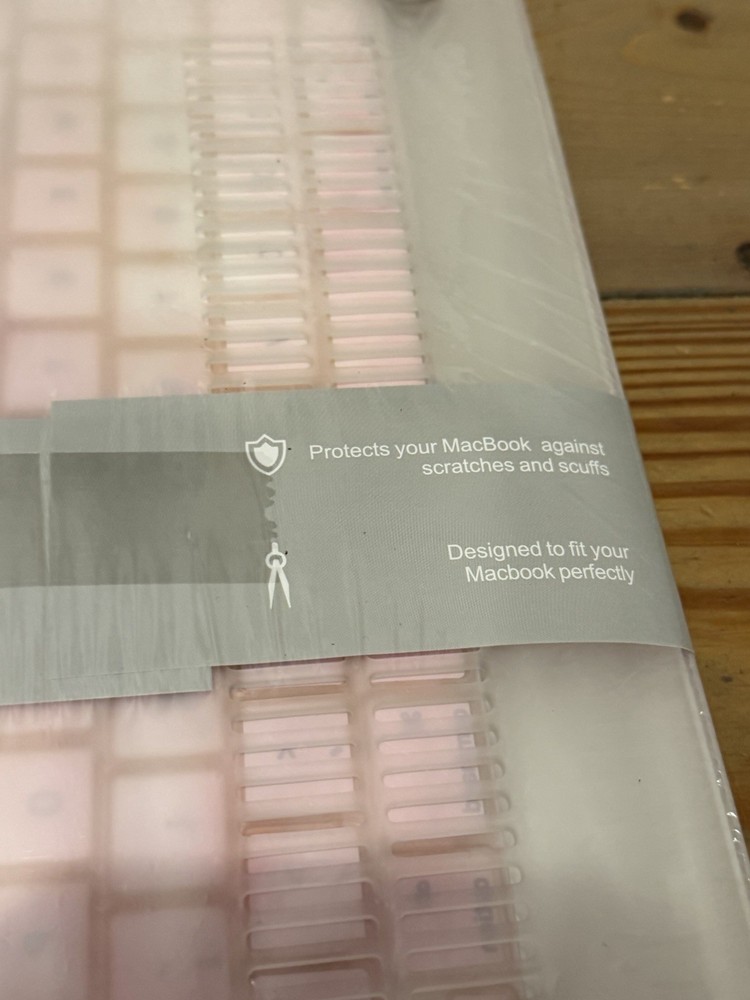 Protects your MacBook against
scratches and scuffs
Designed to fit your
Macbook perfectly